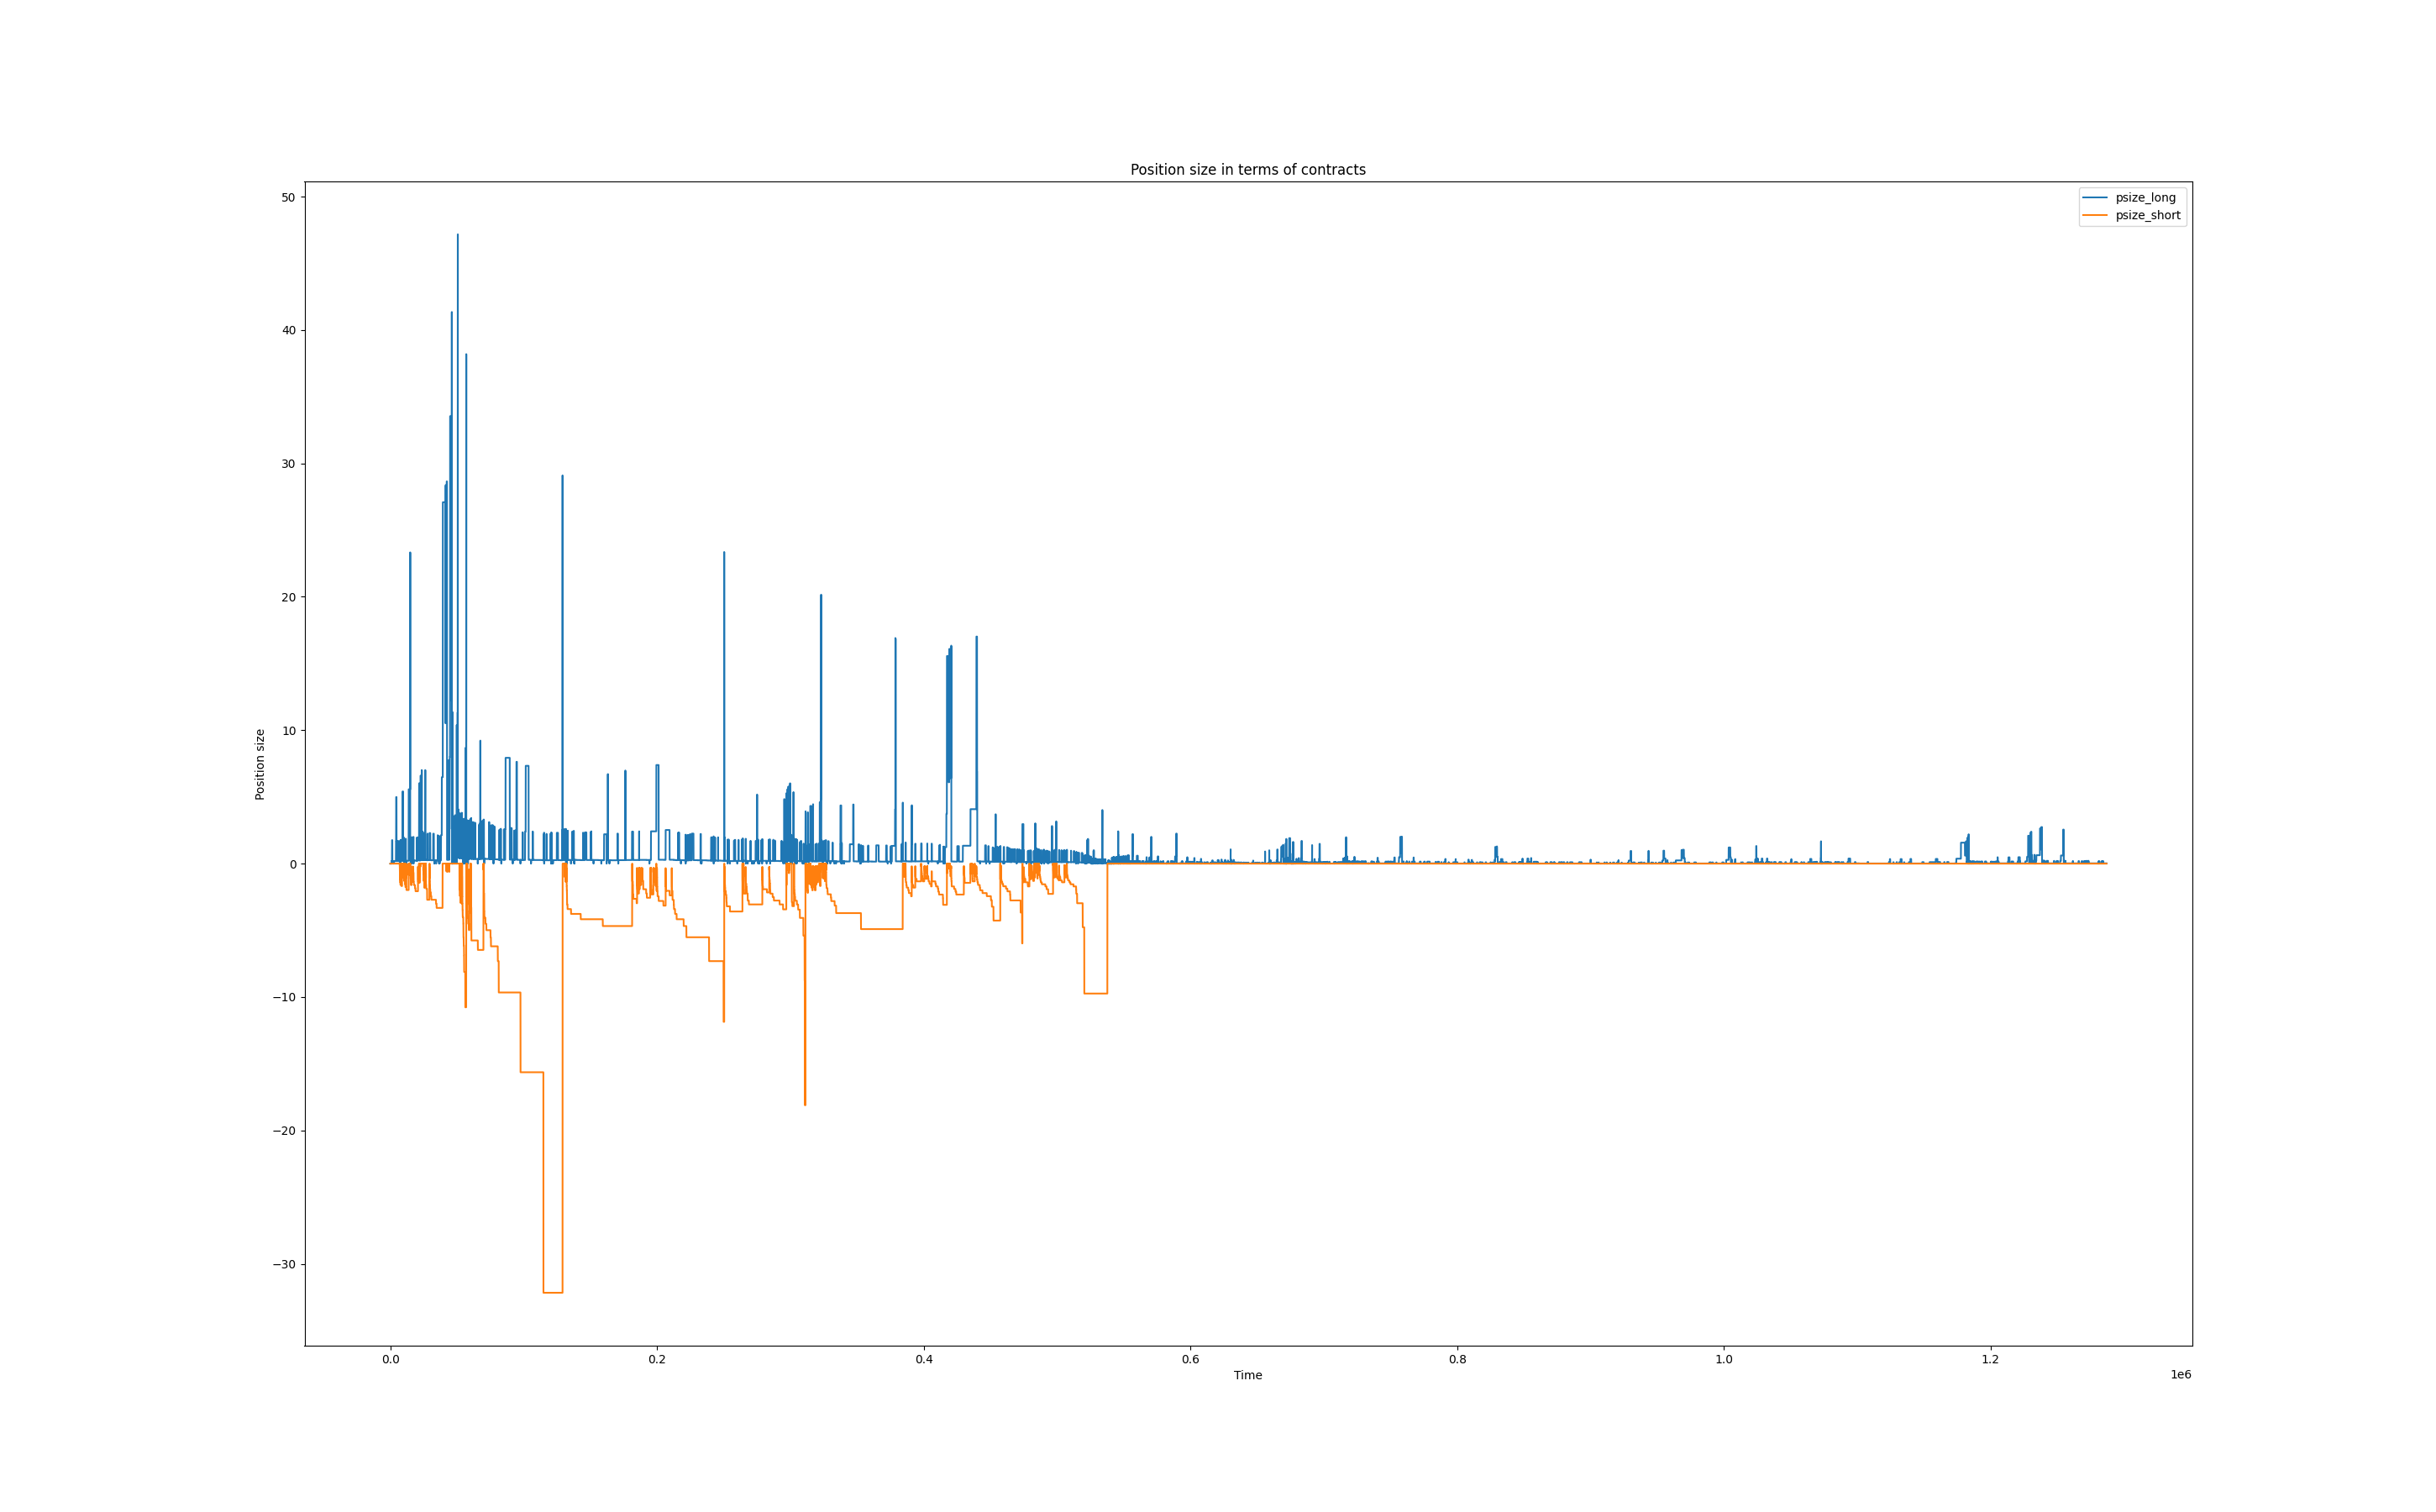 Position size in terms of contracts
psize_long
psize_short
Position size
50
40
30
20
10
0
−10
−20
−30
0.0 0.2 0.4 0.6 0.8 1.0 1.2
1e6
Time